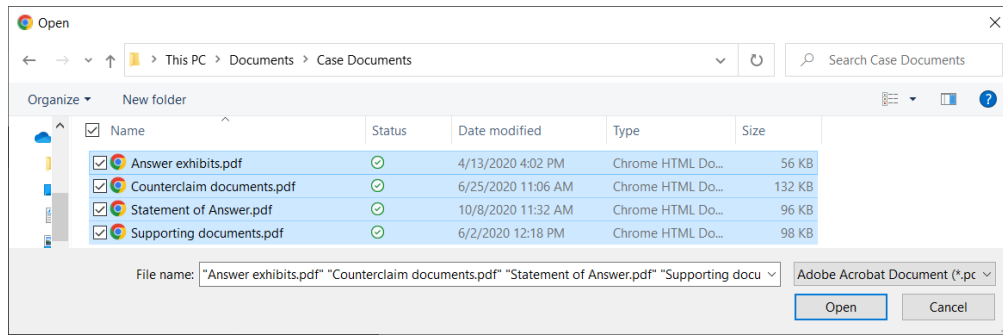 Open
This PC > Documents > Case Documents
Search Case Documents
Organize New folder
Name Status Date modified Type Size
Answer exhibits.pdf 4/13/2020 4:02 PM Chrome HTML Do... 56 KB
Counterclaim documents.pdf 6/25/2020 11:06 AM Chrome HTML Do... 132 KB
Statement of Answer.pdf 10/8/2020 11:32 AM Chrome HTML Do... 96 KB
Supporting documents.pdf 6/2/2020 12:18 PM Chrome HTML Do... 98 KB
File name: "Answer exhibits.pdf" "Counterclaim documents.pdf" "Statement of Answer.pdf" "Supporting docu Adobe Acrobat Document (*.pc
Open Cancel